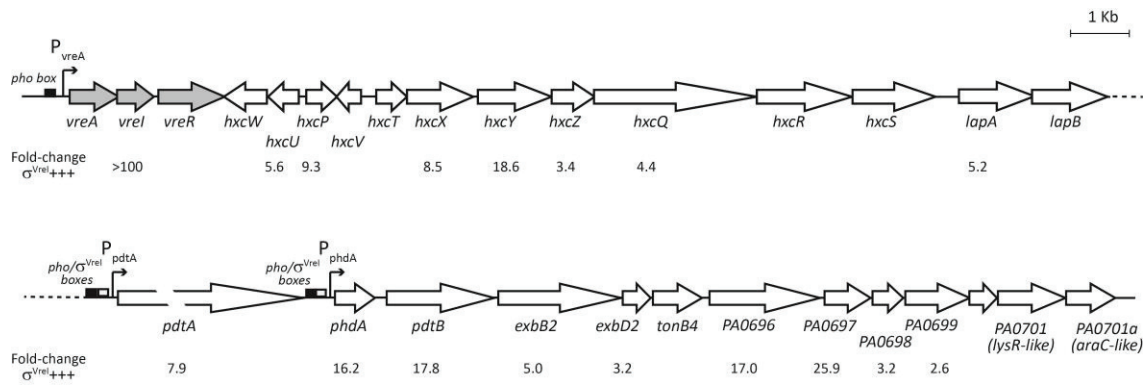 1 Kb
PvreA
pho box
vreA vreI vreR hxcW hxcU hxcP hxcV hxcT hxcX hxcY hxcZ hxcQ hxcR hxcS lapA lapB
Fold-change
σVreI+++ >100 5.6 9.3 8.5 18.6 3.4 4.4 5.2
PpdtA PphdA
pho/σVreI pho/σVreI
boxes boxes
pdtA phdA pdtB exbB2 exbD2 tonB4 PA0696 PA0697 PA0698 PA0699 PA0701 PA0701a
(lysR-like) (araC-like)
Fold-change
σVreI+++ 7.9 16.2 17.8 5.0 3.2 17.0 25.9 3.2 2.6